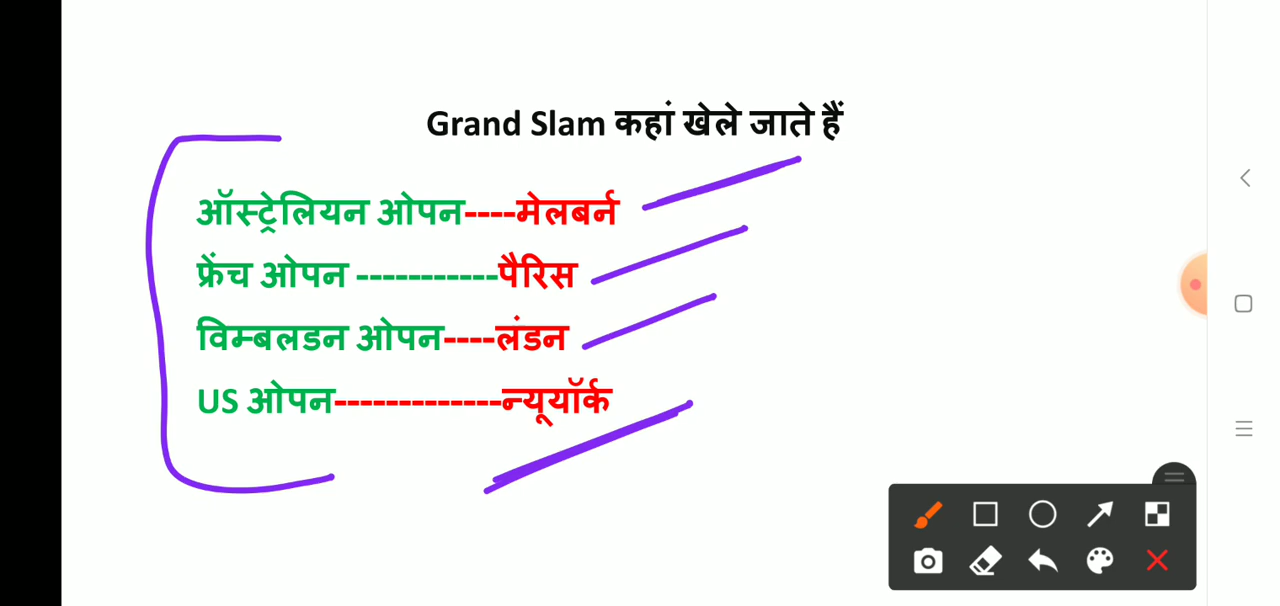 Grand Slam कहां खेले जाते हैं
ऑस्ट्रेलियन ओपन----मेलबर्न
फ्रेंच ओपन -----------पैरिस
विम्बलडन ओपन----लंडन
US ओपन-------------न्यूयॉर्क